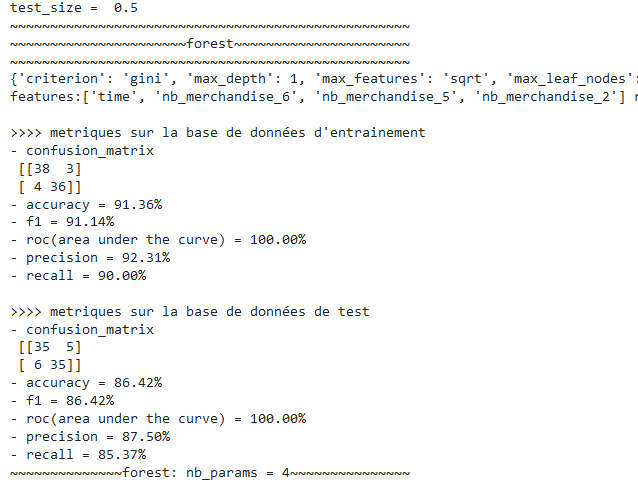 test_size =  0.5
~~~~~~~~~~~~~~~~~~~~~~~~~~~~~~~~~~~~~~~~~~~~~~~~~~
~~~~~~~~~~~~~~~~~~~~~~~~~forest~~~~~~~~~~~~~~~~~~~~~~
~~~~~~~~~~~~~~~~~~~~~~~~~~~~~~~~~~~~~~~~~~~~~~~~~~
{'criterion': 'gini', 'max_depth': 1, 'max_features': 'sqrt', 'max_leaf_nodes':
features:['time', 'nb_merchandise_6', 'nb_merchandise_5', 'nb_merchandise_2'] n
>>>> metriques sur la base de données d'entrainement
- confusion_matrix
 [[38  3]
 [ 4 36]]
- accuracy = 91.36%
- f1 = 91.14%
- roc(area under the curve) = 100.00%
- precision = 92.31%
- recall = 90.00%
>>>> metriques sur la base de données de test
- confusion_matrix
 [[35  5]
 [ 6 35]]
- accuracy = 86.42%
- f1 = 86.42%
- roc(area under the curve) = 100.00%
- precision = 87.50%
- recall = 85.37%
~~~~~~~~~~~~~~forest: nb_params = 4~~~~~~~~~~~~~~~